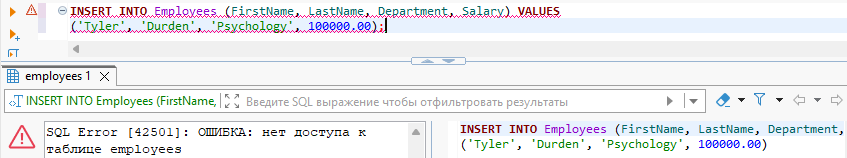 INSERT INTO Employees (FirstName, LastName, Department, Salary) VALUES
('Tyler', 'Durden', 'Psychology', 100000.00);
employees 1
INSERT INTO Employees (FirstName,
Введите SQL выражение чтобы отфильтровать результаты
SQL Error [42501]: ОШИБКА: нет доступа к
таблице employees
INSERT INTO Employees (FirstName, LastName, Department,
('Tyler', 'Durden', 'Psychology', 100000.00)